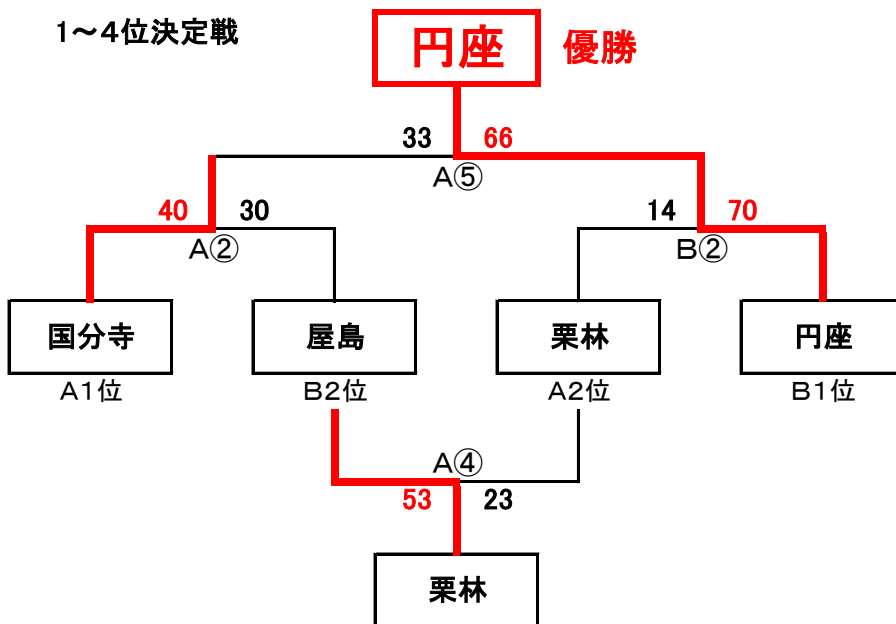 1～4位決定戦
円座 優勝
33 66
A⑤
40 30 14 70
A② B②
国分寺 屋島 栗林 円座
A1位 B2位 A2位 B1位
A④
53 23
栗林